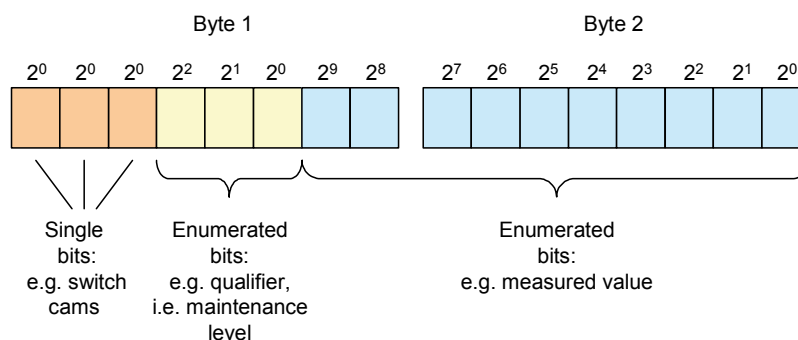 Byte 1 Byte 2
2⁰ 2⁰ 2⁰ 2² 2¹ 2⁰ 2⁹ 2⁸ 2⁷ 2⁶ 2⁵ 2⁴ 2³ 2² 2¹ 2⁰
Single
bits:
e.g. switch
cams
Enumerated
bits:
e.g. qualifier,
i.e. maintenance
level
Enumerated
bits:
e.g. measured value